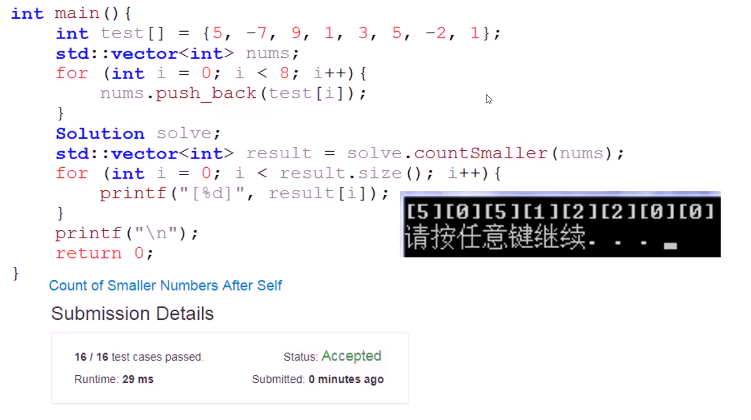 int main(){
int test[] = {5, -7, 9, 1, 3, 5, -2, 1};
std::vector<int> nums;
for (int i = 0; i < 8; i++){
nums.push_back(test[i]);
}
Solution solve;
std::vector<int> result = solve.countSmaller(nums);
for (int i = 0; i < result.size(); i++){
printf("[%d]", result[i]);
}
printf("\n");
return 0;
}
[5][0][5][1][2][2][0][0]
请按任意键继续. . .
Count of Smaller Numbers After Self
Submission Details
16 / 16 test cases passed.
Status: Accepted
Runtime: 29 ms
Submitted: 0 minutes ago